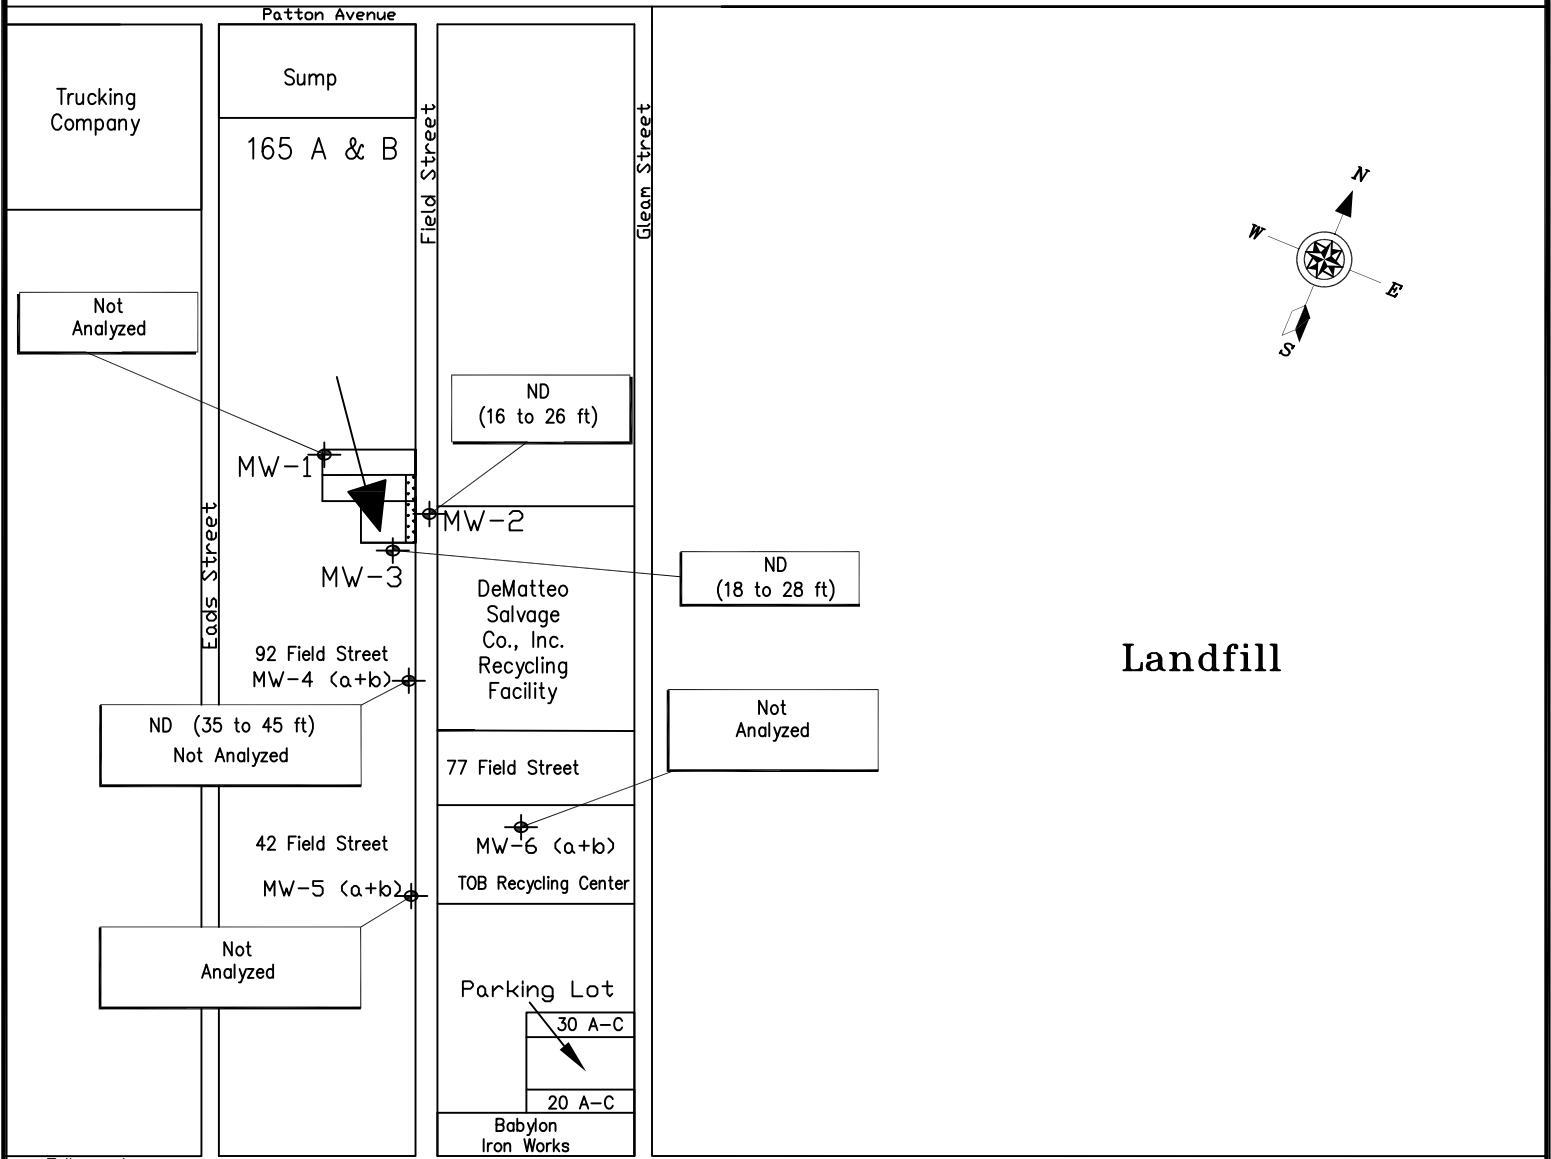 Patton Avenue
Trucking
Company
Sump
165 A & B
Field Street
Gleam Street
N
W
E
S
Not
Analyzed
ND
(16 to 26 ft)
MW-1
MW-2
MW-3
Eads Street
ND
(18 to 28 ft)
DeMatteo
Salvage
Co., Inc.
Recycling
Facility
Landfill
92 Field Street
MW-4 (a+b)
ND (35 to 45 ft)
Not Analyzed
Not
Analyzed
77 Field Street
42 Field Street
MW-6 (a+b)
MW-5 (a+b)
TOB Recycling Center
Not
Analyzed
Parking Lot
30 A-C
20 A-C
Babylon
Iron Works